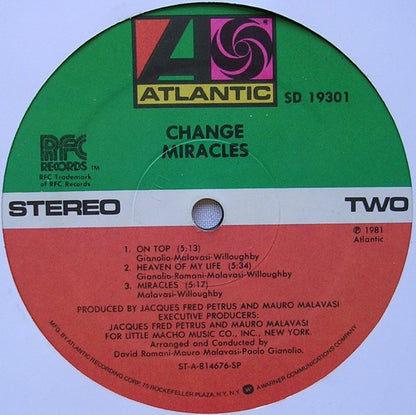 A
ATLANTIC
SD 19301
CHANGE
MIRACLES
RFC
RECORDS ™
RFC Trademark
of RFC Records
STEREO
TWO
℗ 1981
Atlantic
1. ON TOP (5:13)
Gianolio-Malavasi-Willoughby
2. HEAVEN OF MY LIFE (5:34)
Gianolio-Romani-Malavasi-Willoughby
3. MIRACLES (5:17)
Malavasi-Willoughby
PRODUCED BY JACQUES FRED PETRUS AND MAURO MALAVASI
EXECUTIVE PRODUCERS:
JACQUES FRED PETRUS AND MAURO MALAVASI
FOR LITTLE MACHO MUSIC CO., INC., NEW YORK.
Arranged and Conducted by
David Romani-Mauro Malavasi-Paolo Gianolio.
ST-A-814676-SP
MFG. BY ATLANTIC RECORDING CORP. 75 ROCKEFELLER PLAZA, N.Y., N.Y. A WARNER COMMUNICATIONS COMPANY